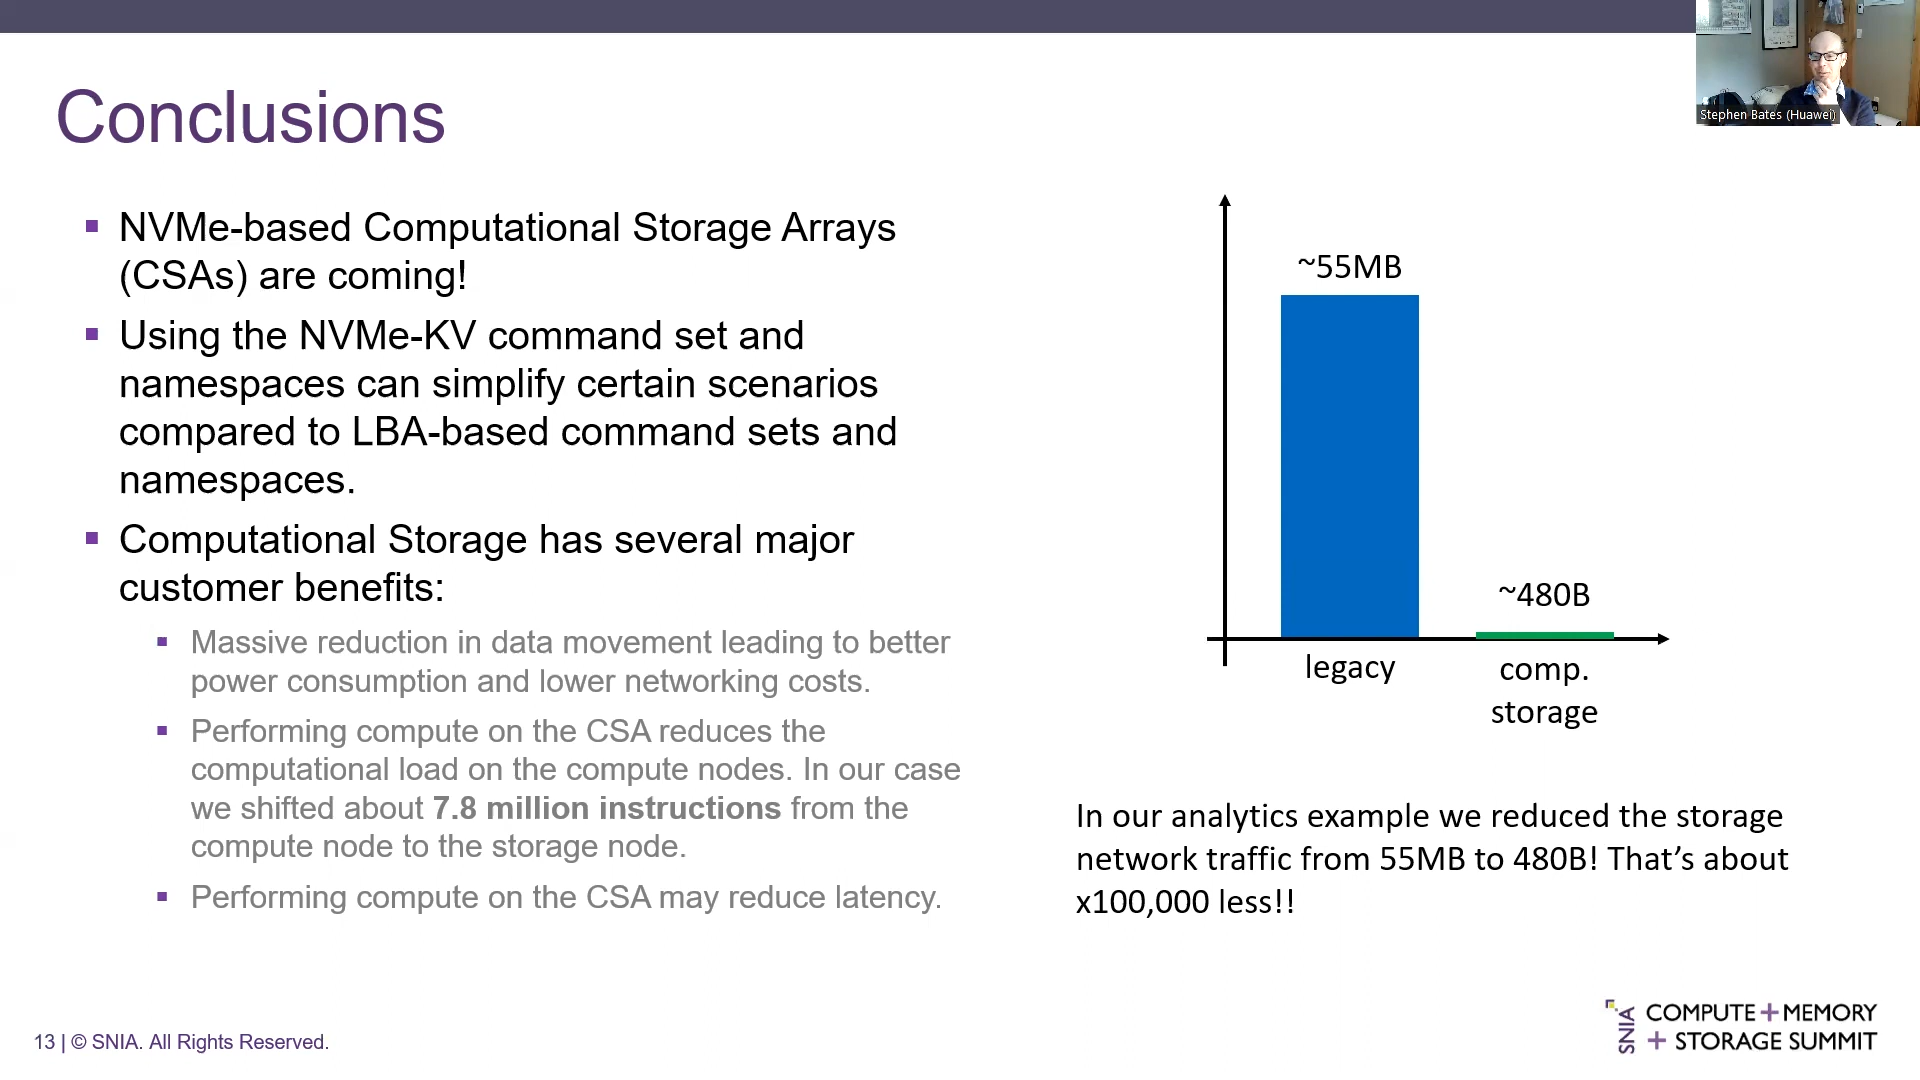 Stephen Bates (Huawei)
Conclusions
▪ NVMe-based Computational Storage Arrays
(CSAs) are coming!
▪ Using the NVMe-KV command set and
namespaces can simplify certain scenarios
compared to LBA-based command sets and
namespaces.
▪ Computational Storage has several major
customer benefits:
▪ Massive reduction in data movement leading to better
power consumption and lower networking costs.
▪ Performing compute on the CSA reduces the
computational load on the compute nodes. In our case
we shifted about 7.8 million instructions from the
compute node to the storage node.
▪ Performing compute on the CSA may reduce latency.
~55MB
~480B
legacy
comp.
storage
In our analytics example we reduced the storage
network traffic from 55MB to 480B! That’s about
x100,000 less!!
13 | © SNIA. All Rights Reserved.
SNIA
COMPUTE + MEMORY
+ STORAGE SUMMIT